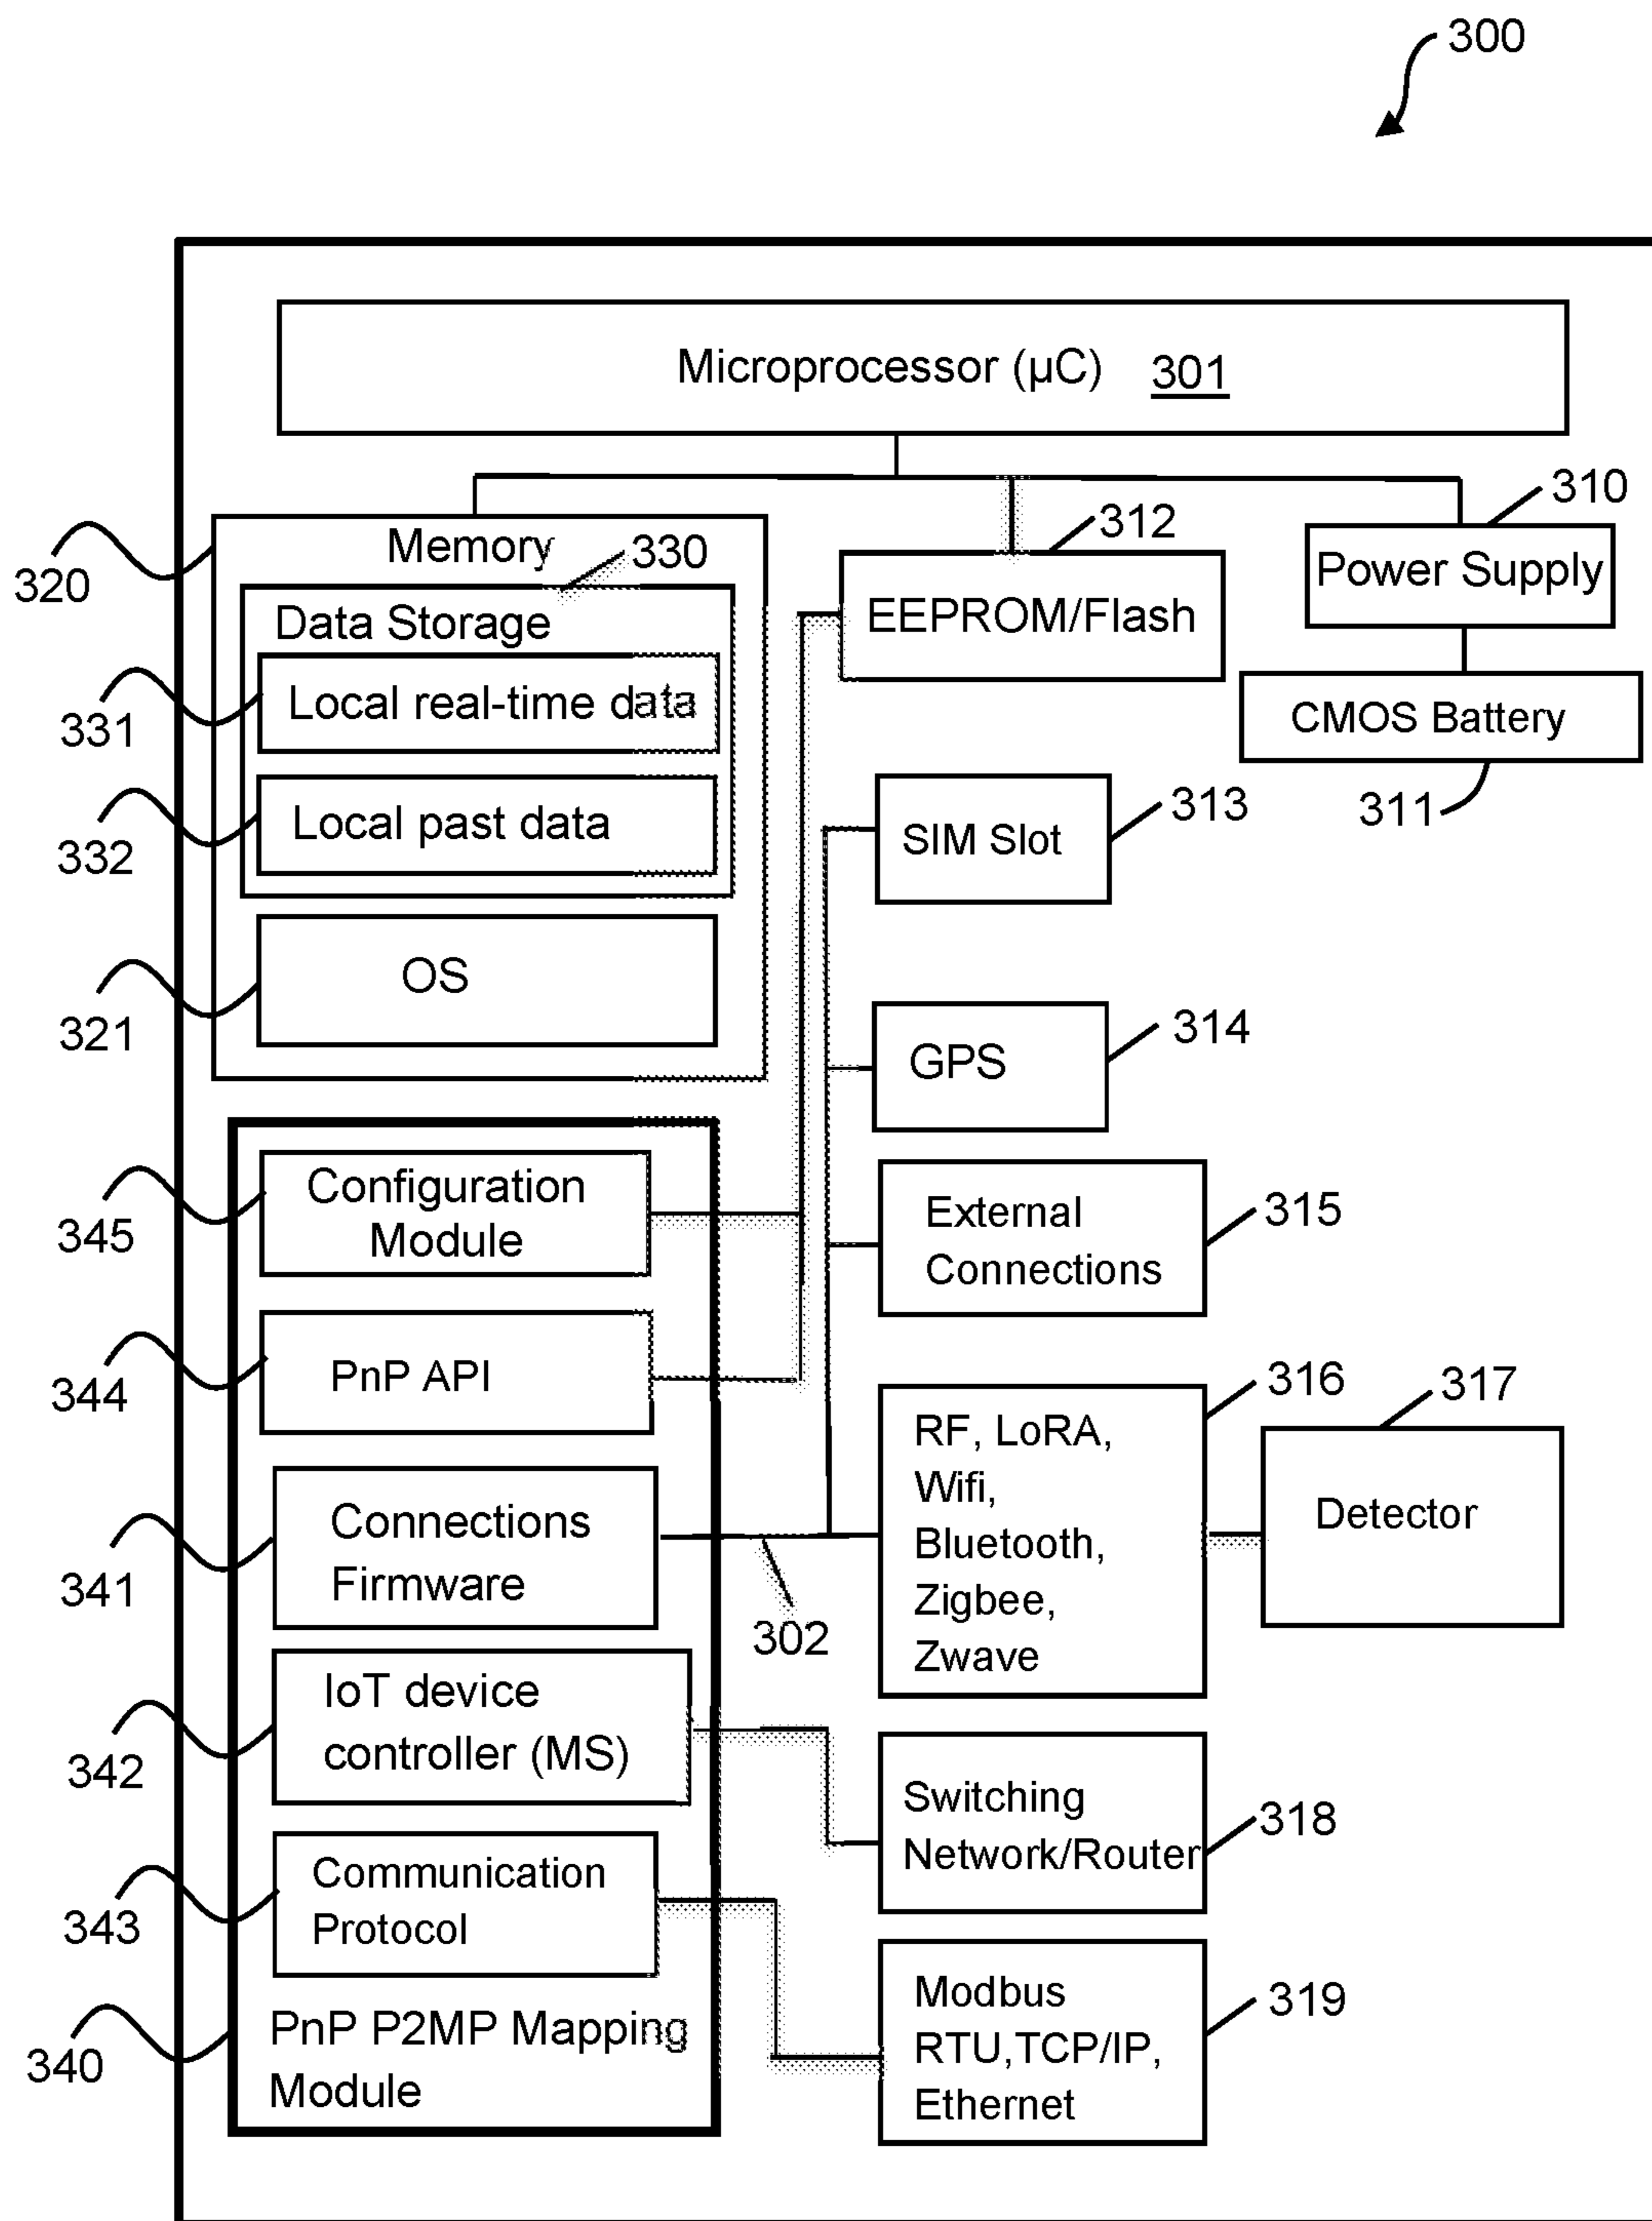 300
Microprocessor (µC) 301
310
312
Memory
330
320
Power Supply
EEPROM/Flash
Data Storage
Local real-time data
331
CMOS Battery
311
313
Local past data
332
SIM Slot
OS
321
314
GPS
Configuration
Module
345
External
Connections
315
PnP API
344
316
317
RF, LoRA,
Wifi,
Bluetooth,
Zigbee,
Zwave
Detector
Connections
Firmware
341
302
IoT device
controller (MS)
342
Switching
Network/Router
318
Communication
Protocol
343
Modbus
RTU,TCP/IP,
Ethernet
319
PnP P2MP Mapping
Module
340